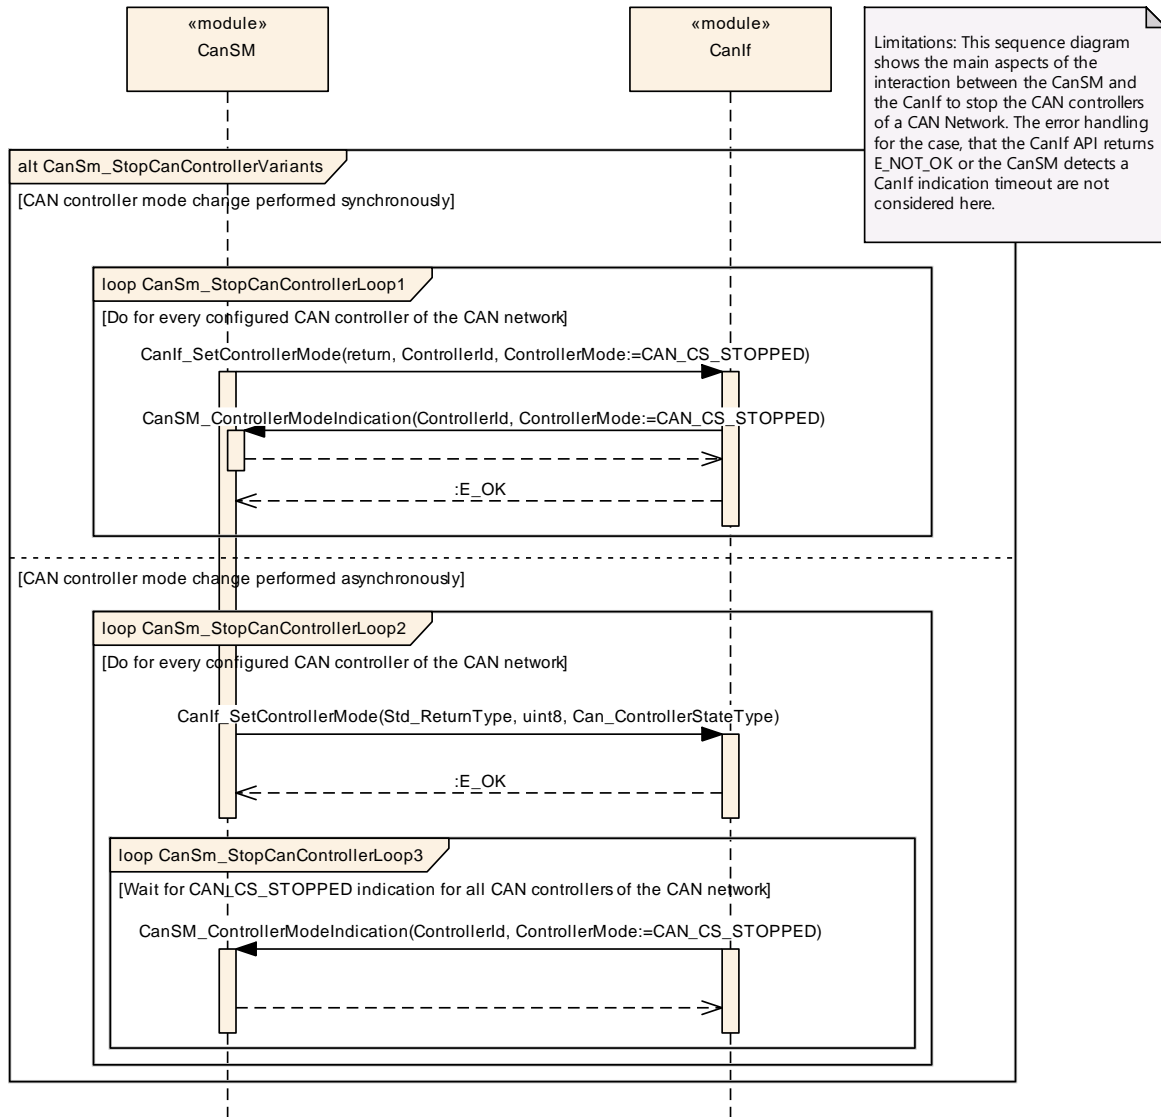 «module»
CanSM
«module»
CanIf
Limitations: This sequence diagram
shows the main aspects of the
interaction between the CanSM and
the CanIf to stop the CAN controllers
of a CAN Network. The error handling
for the case, that the CanIf API returns
E_NOT_OK or the CanSM detects a
CanIf indication timeout are not
considered here.
alt CanSm_StopCanControllerVariants
[CAN controller mode change performed synchronously]
loop CanSm_StopCanControllerLoop1
[Do for every configured CAN controller of the CAN network]
CanIf_SetControllerMode(return, ControllerId, ControllerMode:=CAN_CS_STOPPED)
CanSM_ControllerModeIndication(ControllerId, ControllerMode:=CAN_CS_STOPPED)
:E_OK
[CAN controller mode change performed asynchronously]
loop CanSm_StopCanControllerLoop2
[Do for every configured CAN controller of the CAN network]
CanIf_SetControllerMode(Std_ReturnType, uint8, Can_ControllerStateType)
:E_OK
loop CanSm_StopCanControllerLoop3
[Wait for CAN_CS_STOPPED indication for all CAN controllers of the CAN network]
CanSM_ControllerModeIndication(ControllerId, ControllerMode:=CAN_CS_STOPPED)